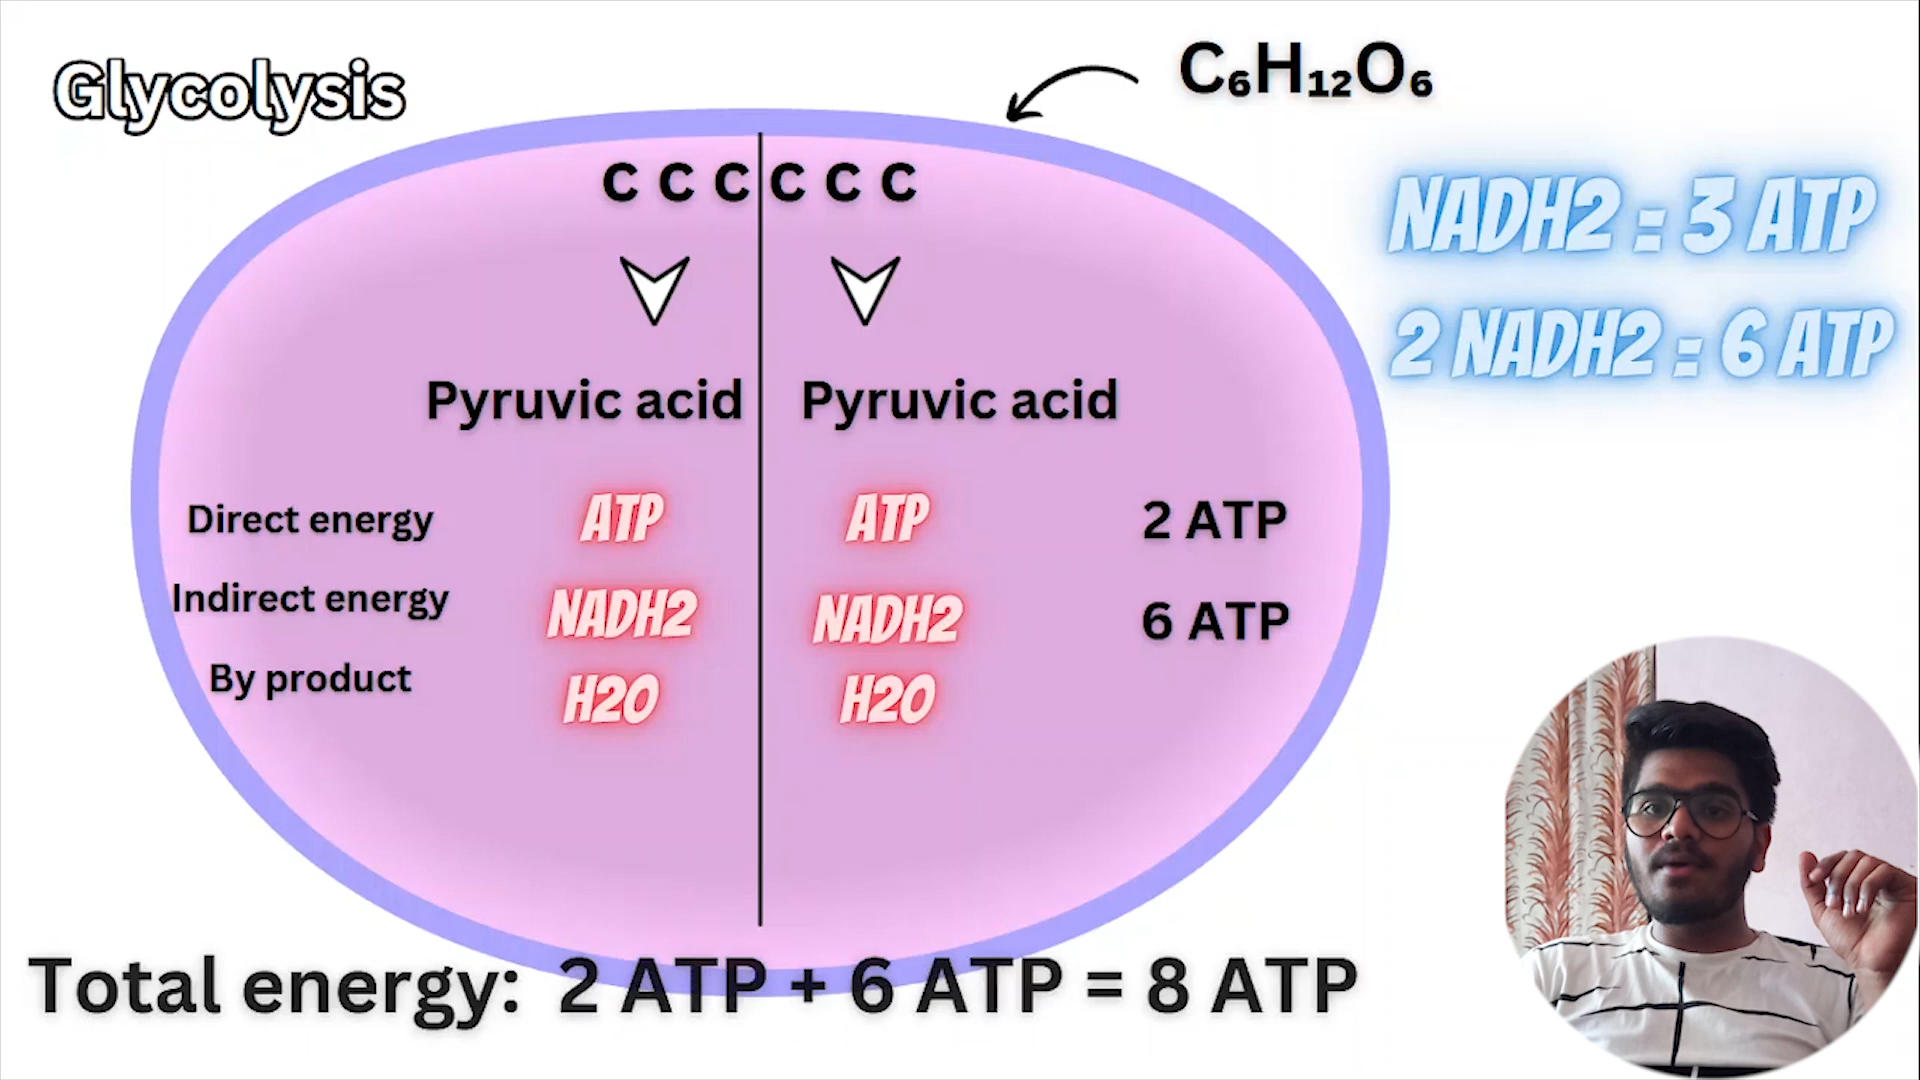 Glycolysis
C₆H₁₂O₆
C C C C C C
NADH2 = 3 ATP
2 NADH2 = 6 ATP
Pyruvic acid Pyruvic acid
Direct energy ATP ATP 2 ATP
Indirect energy NADH2 NADH2 6 ATP
By product H2O H2O
Total energy: 2 ATP + 6 ATP = 8 ATP